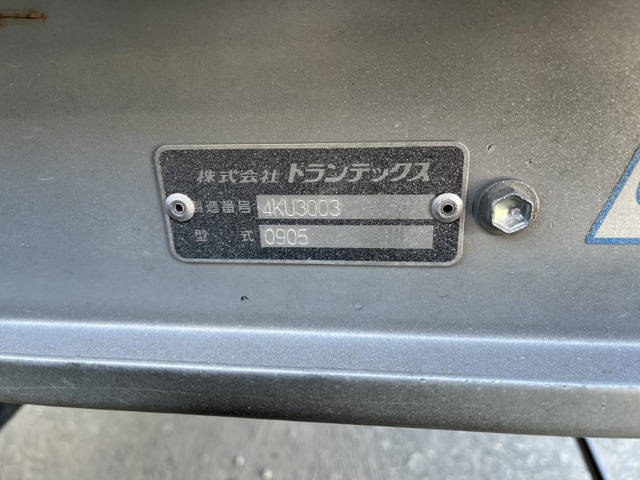 株式会社 トランテックス
製造番号 4KU3003
型式 0905